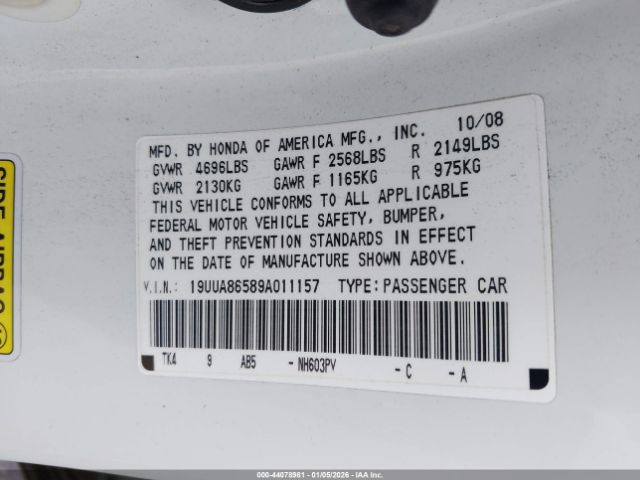 MFD. BY HONDA OF AMERICA MFG., INC. 10/08
GVWR 4696LBS GAWR F 2568LBS R 2149LBS
GVWR 2130KG GAWR F 1165KG R 975KG
THIS VEHICLE CONFORMS TO ALL APPLICABLE
FEDERAL MOTOR VEHICLE SAFETY, BUMPER,
AND THEFT PREVENTION STANDARDS IN EFFECT
ON THE DATE OF MANUFACTURE SHOWN ABOVE.
V.I.N.: 19UUA86589A011157 TYPE: PASSENGER CAR
TK4 9 AB5 -NH603PV -C -A
SIDE AIRBAG
000-44078981 - 01/05/2026 - IAA Inc.